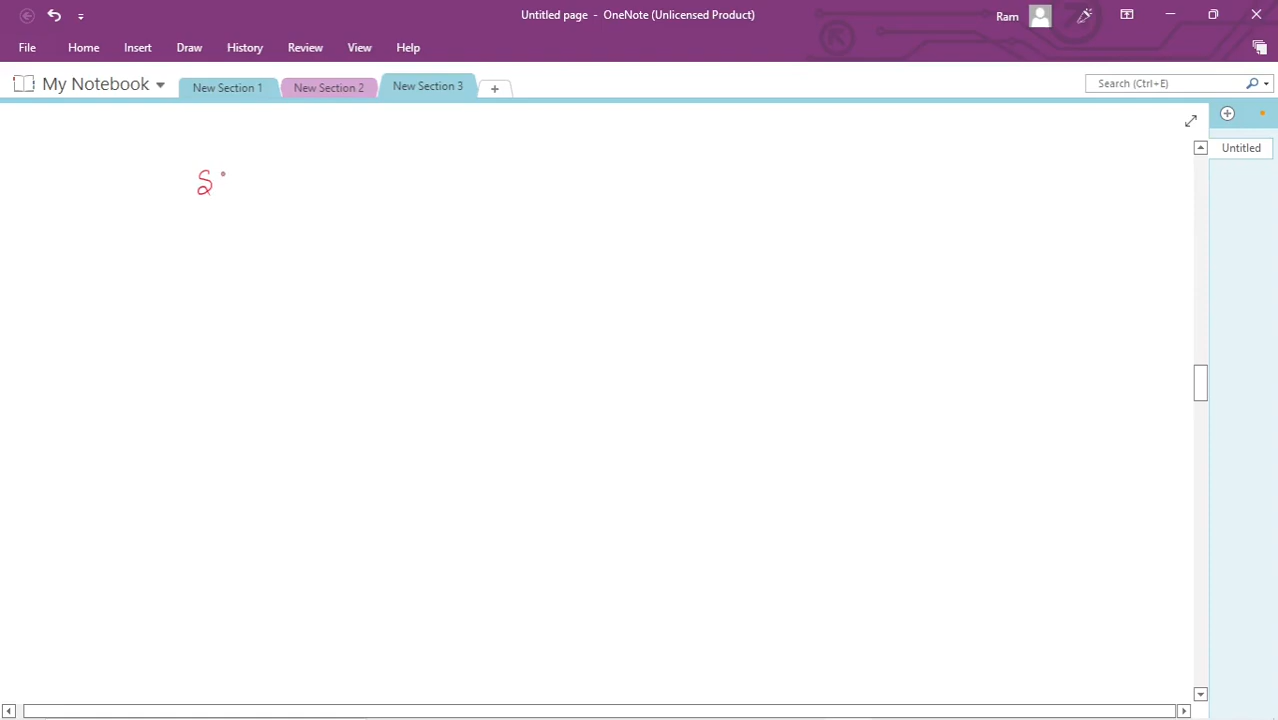 Untitled page - OneNote (Unlicensed Product)
Ram
File Home Insert Draw History Review View Help
My Notebook New Section 1 New Section 2 New Section 3 +
Search (Ctrl+E)
Untitled
S